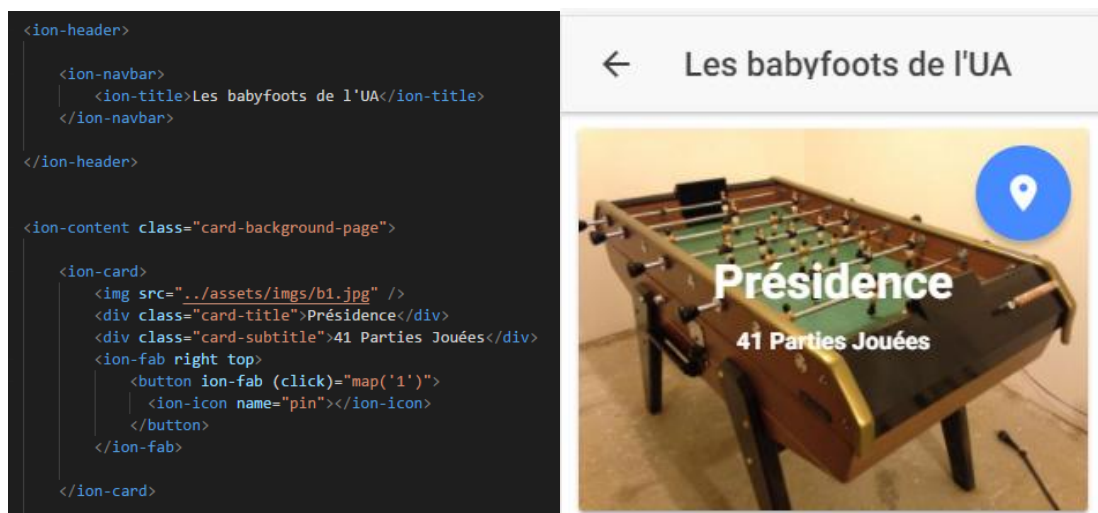 <ion-header>
<ion-navbar>
<ion-title>Les babyfoots de l'UA</ion-title>
</ion-navbar>
</ion-header>
<ion-content class="card-background-page">
<ion-card>
<img src="../assets/imgs/b1.jpg" />
<div class="card-title">Présidence</div>
<div class="card-subtitle">41 Parties Jouées</div>
<ion-fab right top>
<button ion-fab (click)="map('1')">
<ion-icon name="pin"></ion-icon>
</button>
</ion-fab>
</ion-card>
Les babyfoots de l'UA
Présidence
41 Parties Jouées